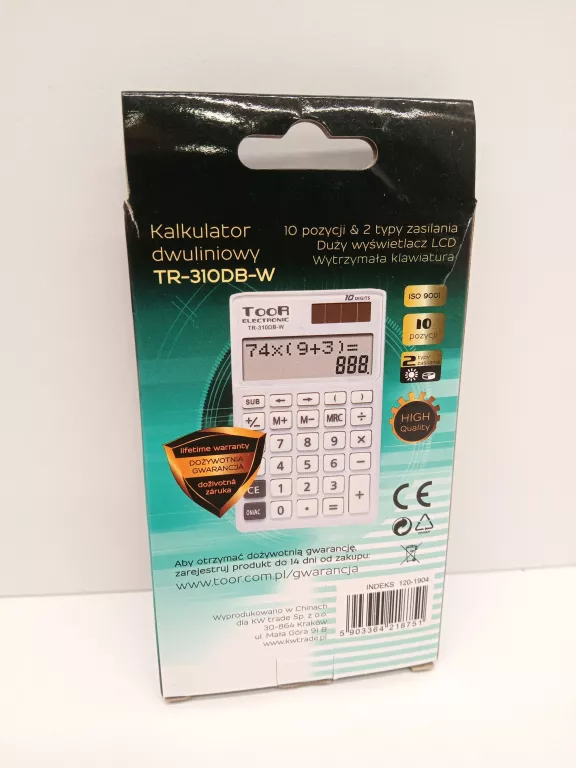 Kalkulator
dwuliniowy
TR-310DB-W
10 pozycji & 2 typy zasilania
Duży wyświetlacz LCD
Wytrzymała klawiatura
ISO 9001
10
pozycji
2 typy
zasilania
HIGH
Quality
TooR
ELECTRONIC
TR-310DB-W
10 DIGITS
74x(9+3)=
888.
SUB ← → ( )
+/− M+ M− MRC ÷
7 8 9 ×
4 5 6 −
CE 1 2 3 +
ON/AC 0 · =
lifetime warranty
DOŻYWOTNIA
GWARANCJA
doživotná
záruka
CE
Aby otrzymać dożywotnią gwarancję,
zarejestruj produkt do 14 dni od zakupu:
www.toor.com.pl/gwarancja
Wyprodukowano w Chinach
dla KW trade Sp. z o.o.
30-864 Kraków
ul. Mała Góra 91 B
www.kwtrade.pl
INDEKS 120-1904
5 903364 218751